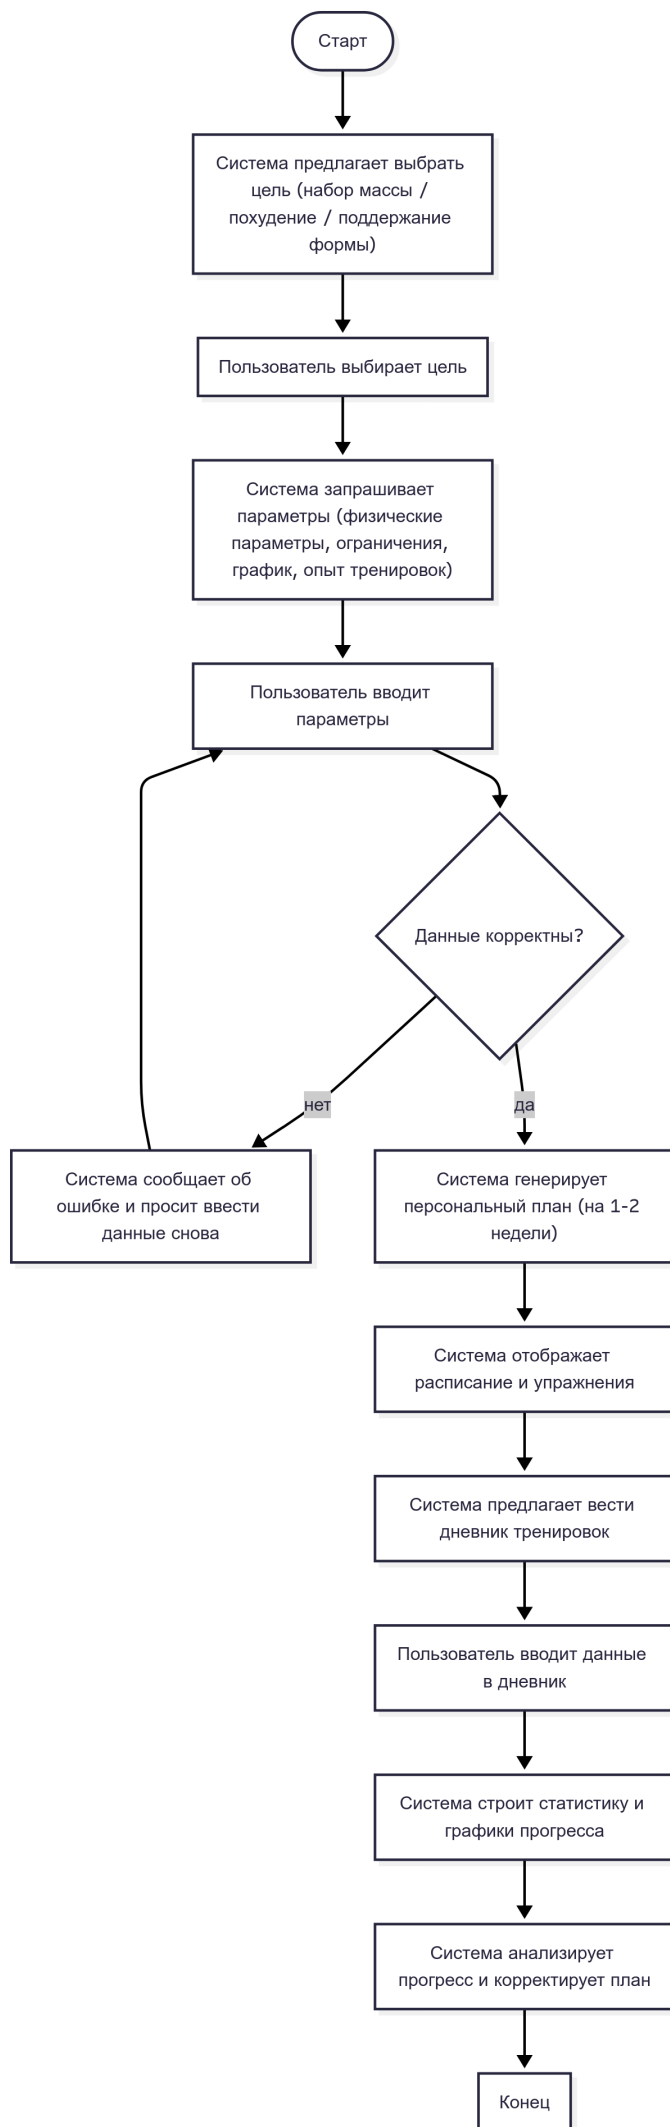 Старт
Система предлагает выбрать
цель (набор массы /
похудение / поддержание
формы)
Пользователь выбирает цель
Система запрашивает
параметры (физические
параметры, ограничения,
график, опыт тренировок)
Пользователь вводит
параметры
Данные корректны?
нет
да
Система сообщает об
ошибке и просит ввести
данные снова
Система генерирует
персональный план (на 1-2
недели)
Система отображает
расписание и упражнения
Система предлагает вести
дневник тренировок
Пользователь вводит данные
в дневник
Система строит статистику и
графики прогресса
Система анализирует
прогресс и корректирует план
Конец